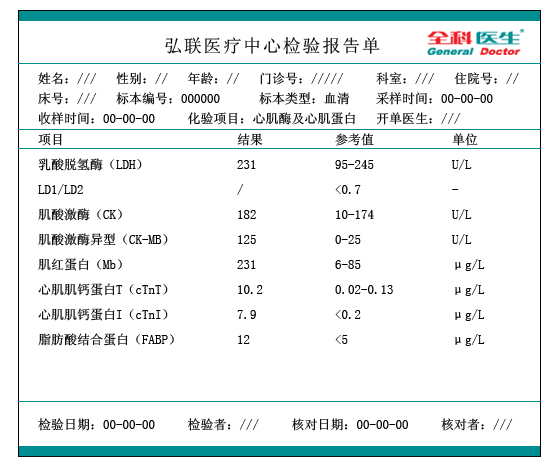 弘联医疗中心检验报告单
全科医生
General Doctor
姓名：/// 性别：// 年龄：// 门诊号：///// 科室：/// 住院号：//
床号：/// 标本编号：000000 标本类型：血清 采样时间：00-00-00
收样时间：00-00-00 化验项目：心肌酶及心肌蛋白 开单医生：///
项目 结果 参考值 单位
乳酸脱氢酶（LDH） 231 95-245 U/L
LD1/LD2 / <0.7 -
肌酸激酶（CK） 182 10-174 U/L
肌酸激酶异型（CK-MB） 125 0-25 U/L
肌红蛋白（Mb） 231 6-85 μg/L
心肌肌钙蛋白T（cTnT） 10.2 0.02-0.13 μg/L
心肌肌钙蛋白I（cTnI） 7.9 <0.2 μg/L
脂肪酸结合蛋白（FABP） 12 <5 μg/L
检验日期：00-00-00 检验者：/// 核对日期：00-00-00 核对者：///